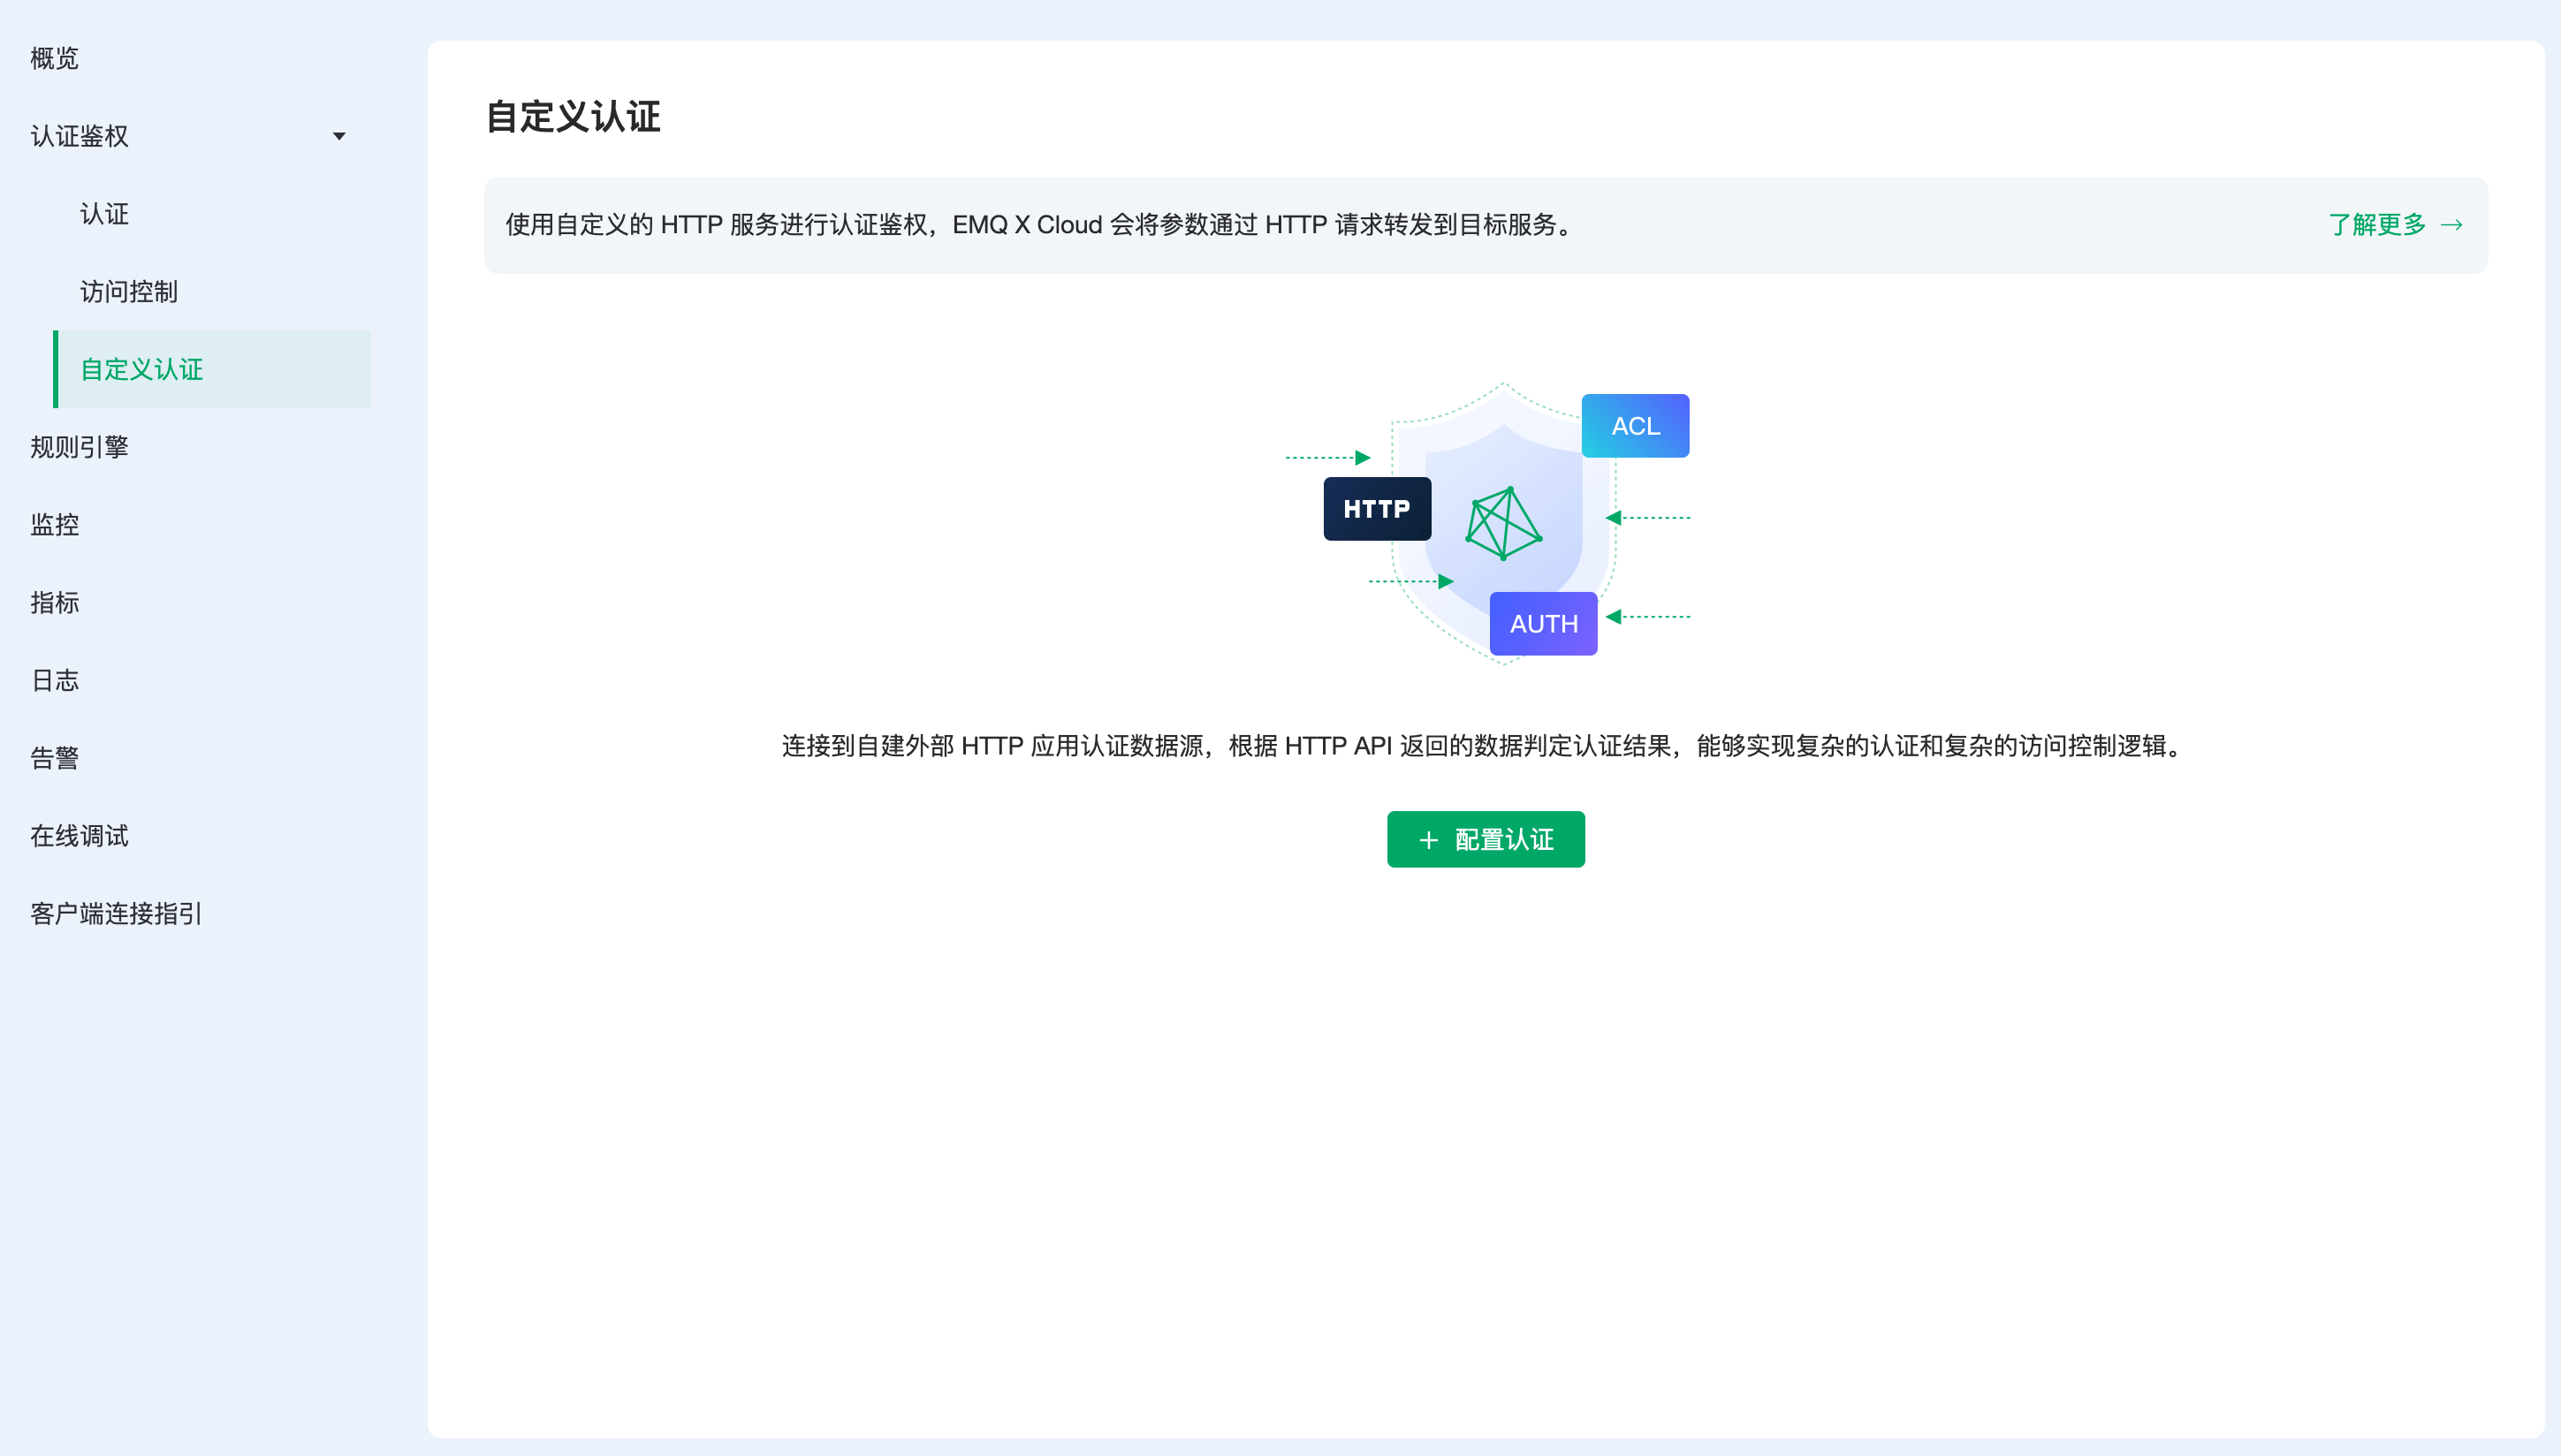 概览
认证鉴权
认证
访问控制
自定义认证
规则引擎
监控
指标
日志
告警
在线调试
客户端连接指引
自定义认证
使用自定义的 HTTP 服务进行认证鉴权，EMQ X Cloud 会将参数通过 HTTP 请求转发到目标服务。
了解更多 →
ACL
HTTP
AUTH
连接到自建外部 HTTP 应用认证数据源，根据 HTTP API 返回的数据判定认证结果，能够实现复杂的认证和复杂的访问控制逻辑。
+ 配置认证